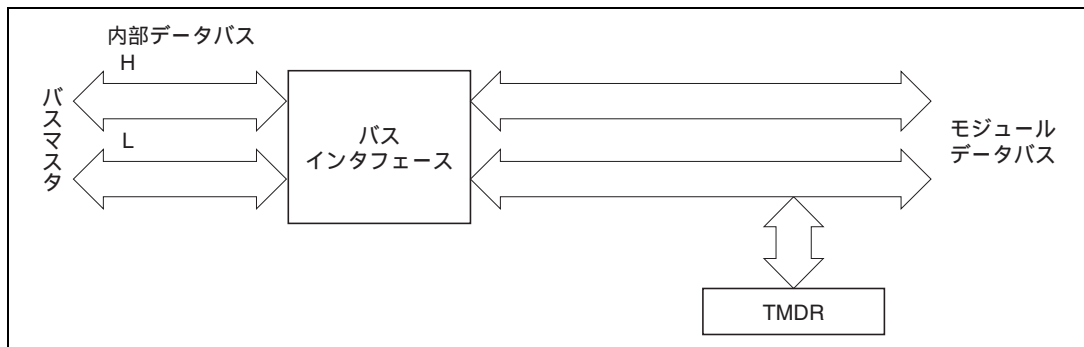 内部データバス
H
バスマスタ
L
バス
インタフェース
モジュール
データバス
TMDR